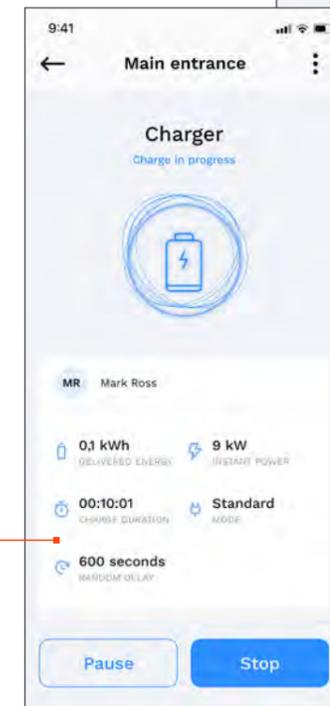 9:41
Main entrance
Charger
Charge in progress
MR Mark Ross
0,1 kWh
DELIVERED ENERGY
9 kW
INSTANT POWER
00:10:01
CHARGE DURATION
Standard
MODE
600 seconds
RANDOM DELAY
Pause
Stop